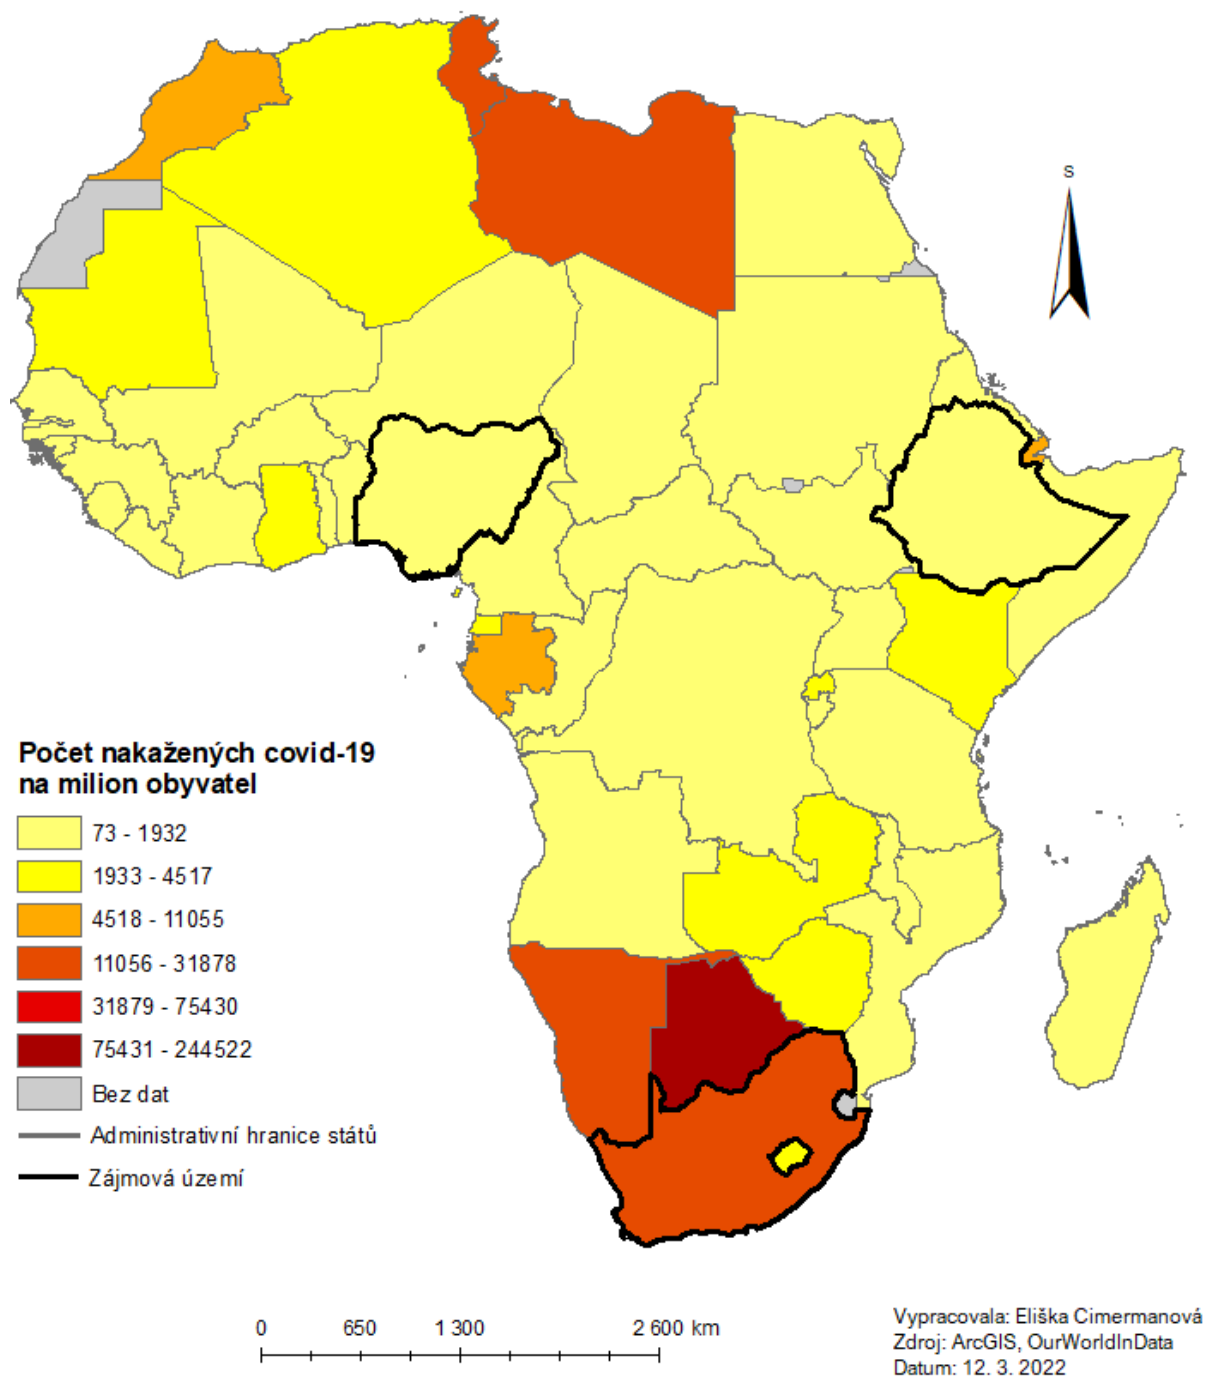 S
Počet nakažených covid-19
na milion obyvatel
73 - 1932
1933 - 4517
4518 - 11055
11056 - 31878
31879 - 75430
75431 - 244522
Bez dat
Administrativní hranice států
Zájmová území
0 650 1 300 2 600 km
Vypracovala: Eliška Cimermanová
Zdroj: ArcGIS, OurWorldInData
Datum: 12. 3. 2022